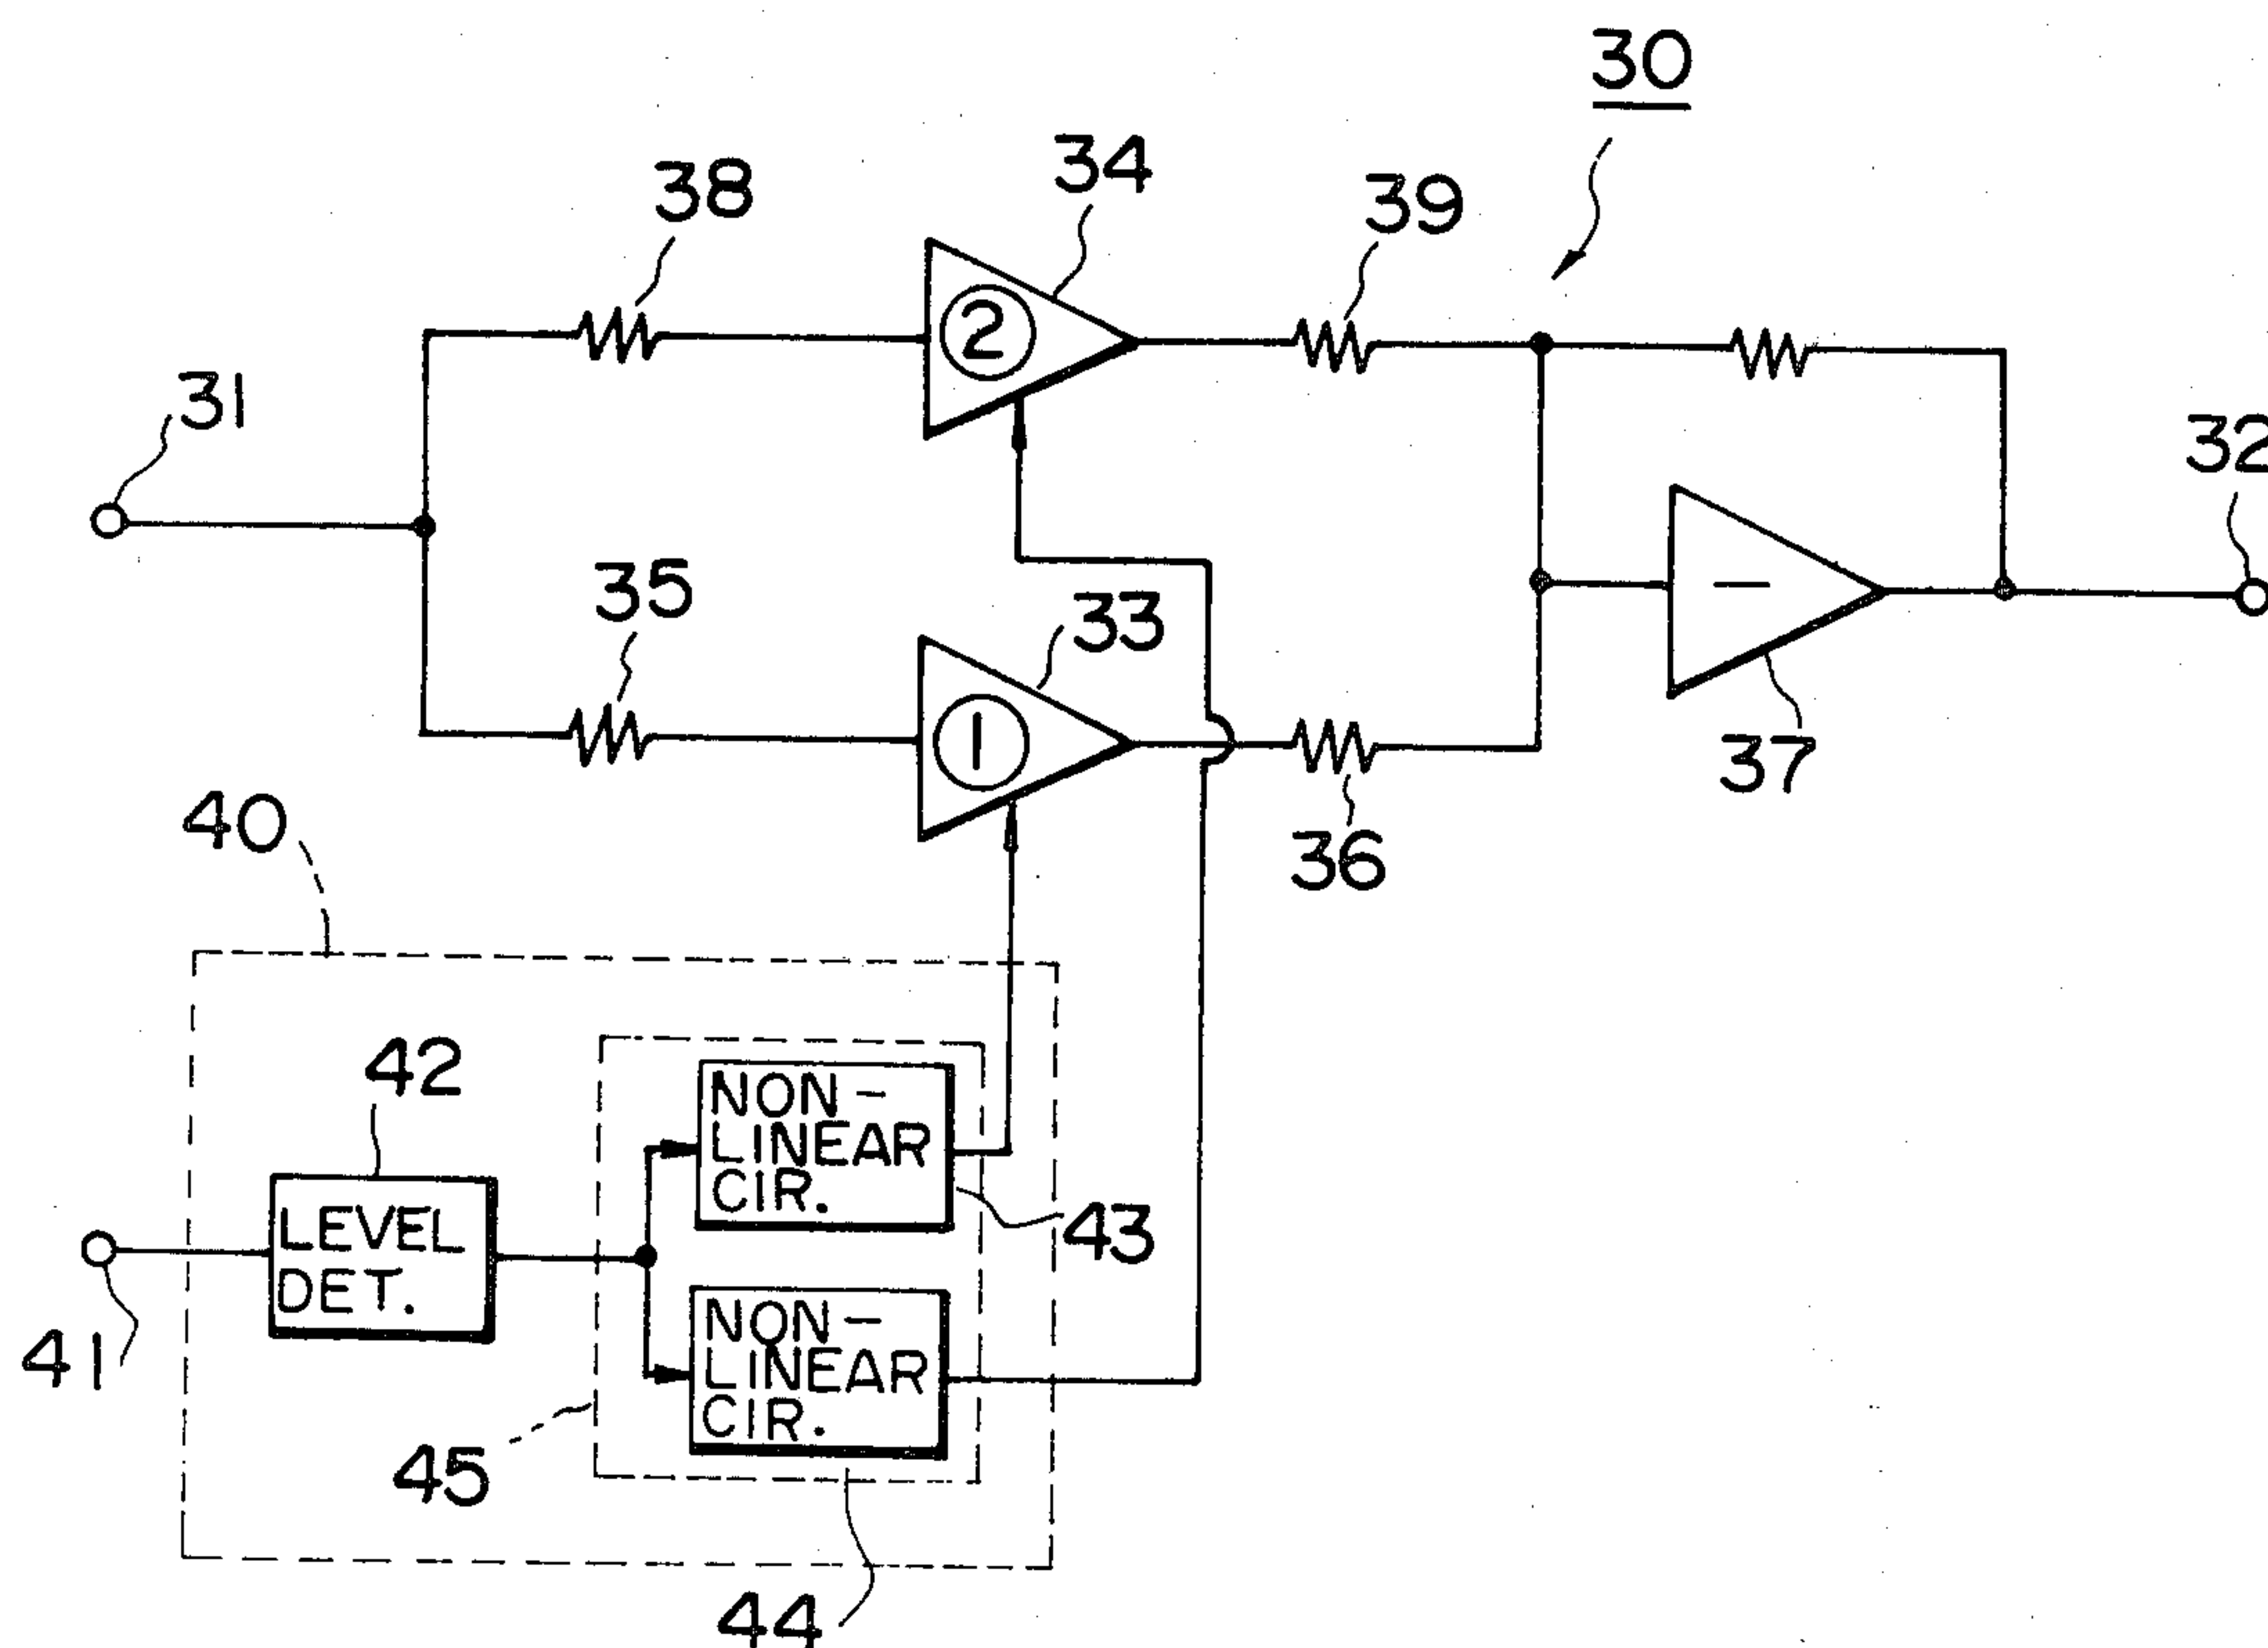 30
34
38
39
②
31
32
35
33
①
37
40
36
42
NON-
LINEAR
CIR.
LEVEL
DET.
43
41
NON-
LINEAR
CIR.
45
44